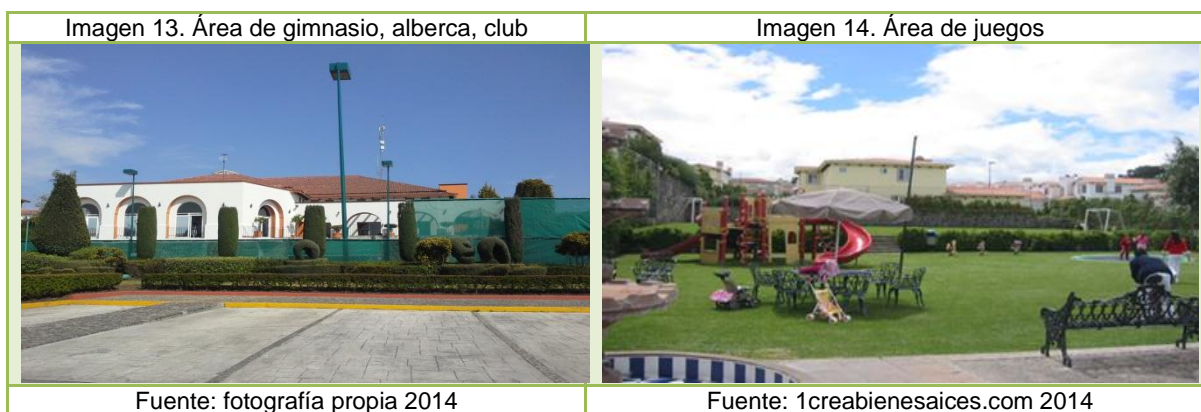 Imagen 13. Área de gimnasio, alberca, club
Imagen 14. Área de juegos
Fuente: fotografía propia 2014
Fuente: 1creabienesaices.com 2014